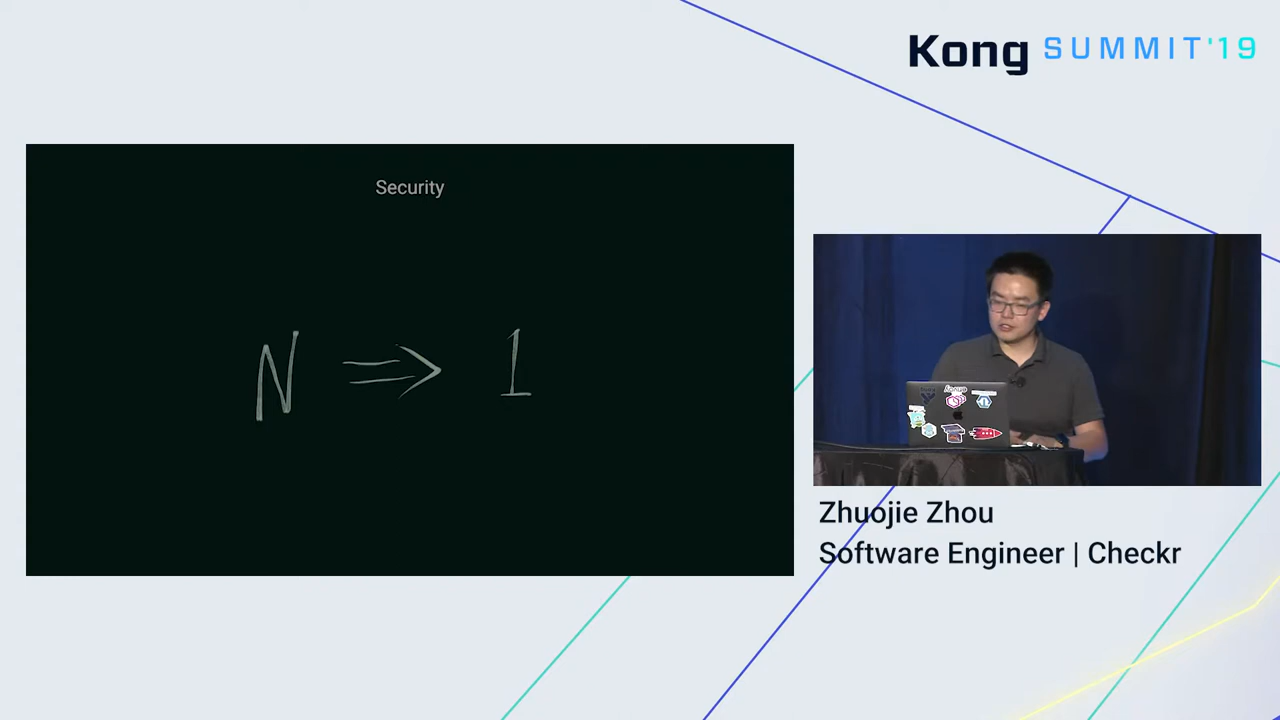 Kong SUMMIT'19
Security
N ⇒ 1
Zhuojie Zhou
Software Engineer | Checkr